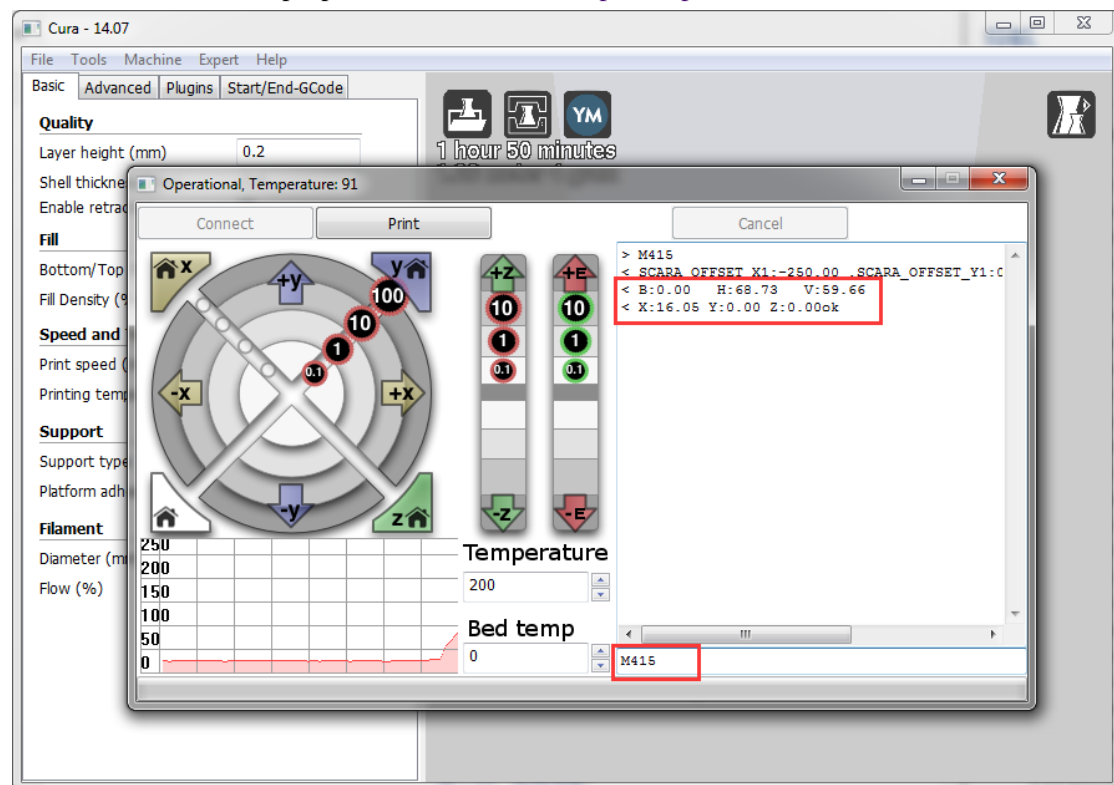 Cura - 14.07
File Tools Machine Expert Help
Basic Advanced Plugins Start/End-GCode
Quality
Layer height (mm) 0.2
Shell thickne
Enable retrac
Fill
Bottom/Top
Fill Density (%
Speed and
Print speed (
Printing temp
Support
Support type
Platform adh
Filament
Diameter (m
Flow (%)
YM
1 hour 50 minutes
Operational, Temperature: 91
Connect Print Cancel
x y
+y
100
10
1
0.1
-x +x
-y
z
+Z +E
10 10
1 1
0.1 0.1
-Z -E
250
200
150
100
50
0
Temperature
200
Bed temp
0
> M415
< SCARA_OFFSET X1:-250.00 ,SCARA_OFFSET_Y1:0
< B:0.00 H:68.73 V:59.66
< X:16.05 Y:0.00 Z:0.00ok
M415